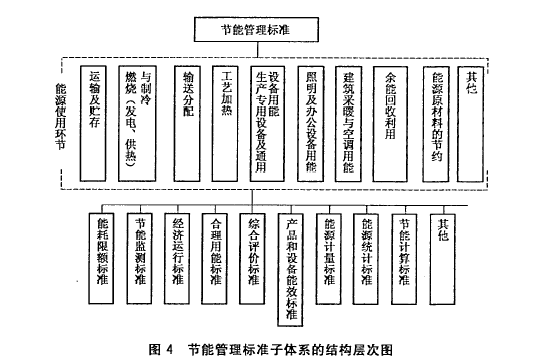 节能管理标准
能源使用环节
运输及贮存
燃烧(发电、供热)
与制冷
输送分配
工艺加热
生产专用设备及通用
设备用能
照明及办公设备用能
建筑采暖与空调用能
余能回收利用
能源原材料的节约
其他
能耗限额标准
节能监测标准
经济运行标准
合理用能标准
综合评价标准
产品和设备能效标准
能源计量标准
能源统计标准
节能计算标准
其他
图 4 节能管理标准子体系的结构层次图